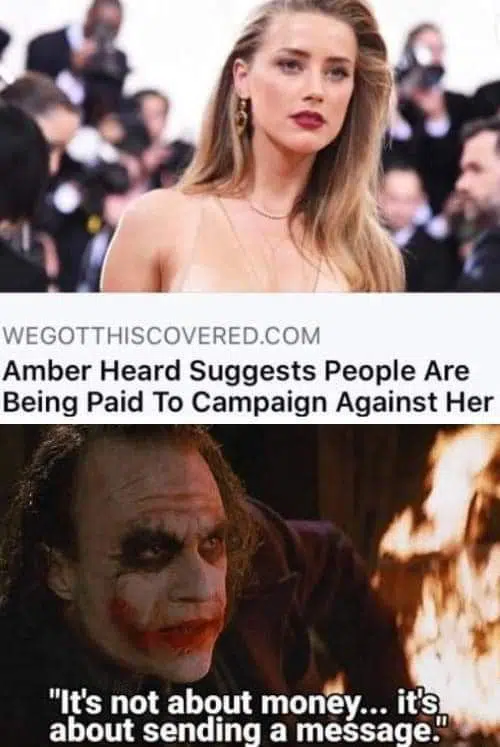 WEGOTTHISCOVERED.COM
Amber Heard Suggests People Are
Being Paid To Campaign Against Her
"It's not about money... it's
about sending a message."